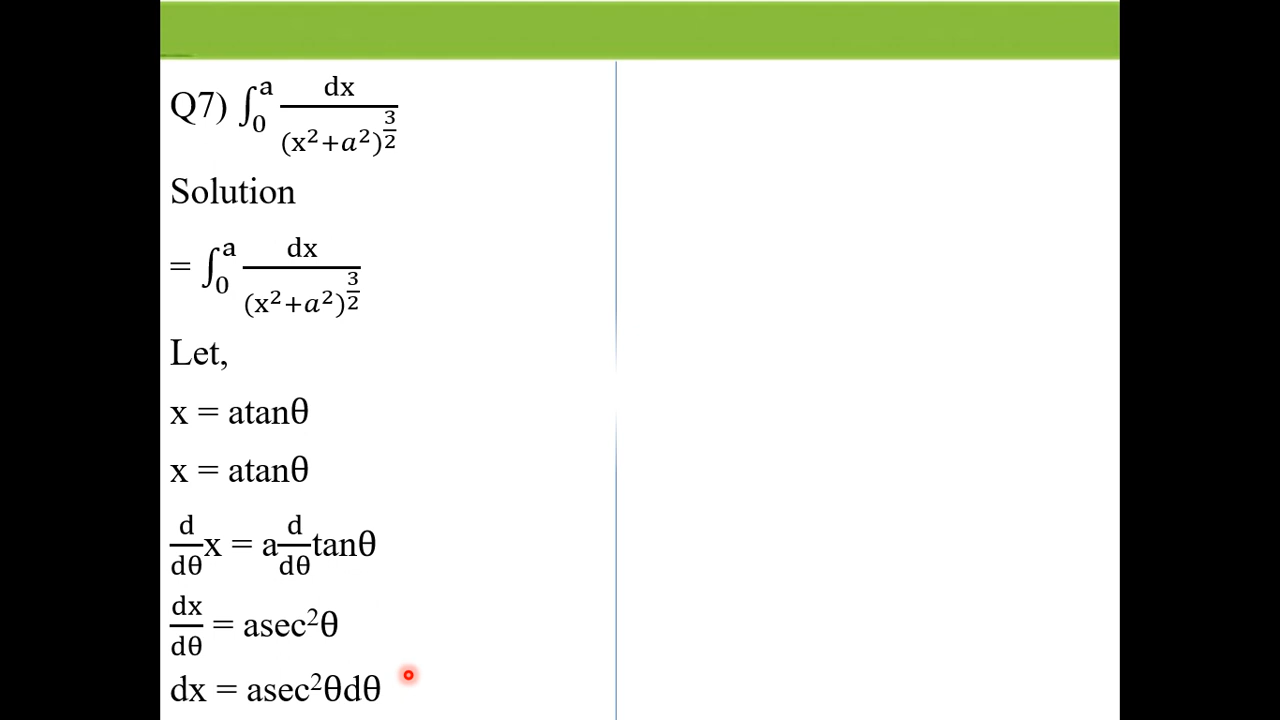 Q7) ∫₀ᵃ dx/(x²+a²)^(3/2)
Solution
= ∫₀ᵃ dx/(x²+a²)^(3/2)
Let,
x = atanθ
x = atanθ
d/dθ x = a d/dθ tanθ
dx/dθ = asec²θ
dx = asec²θdθ